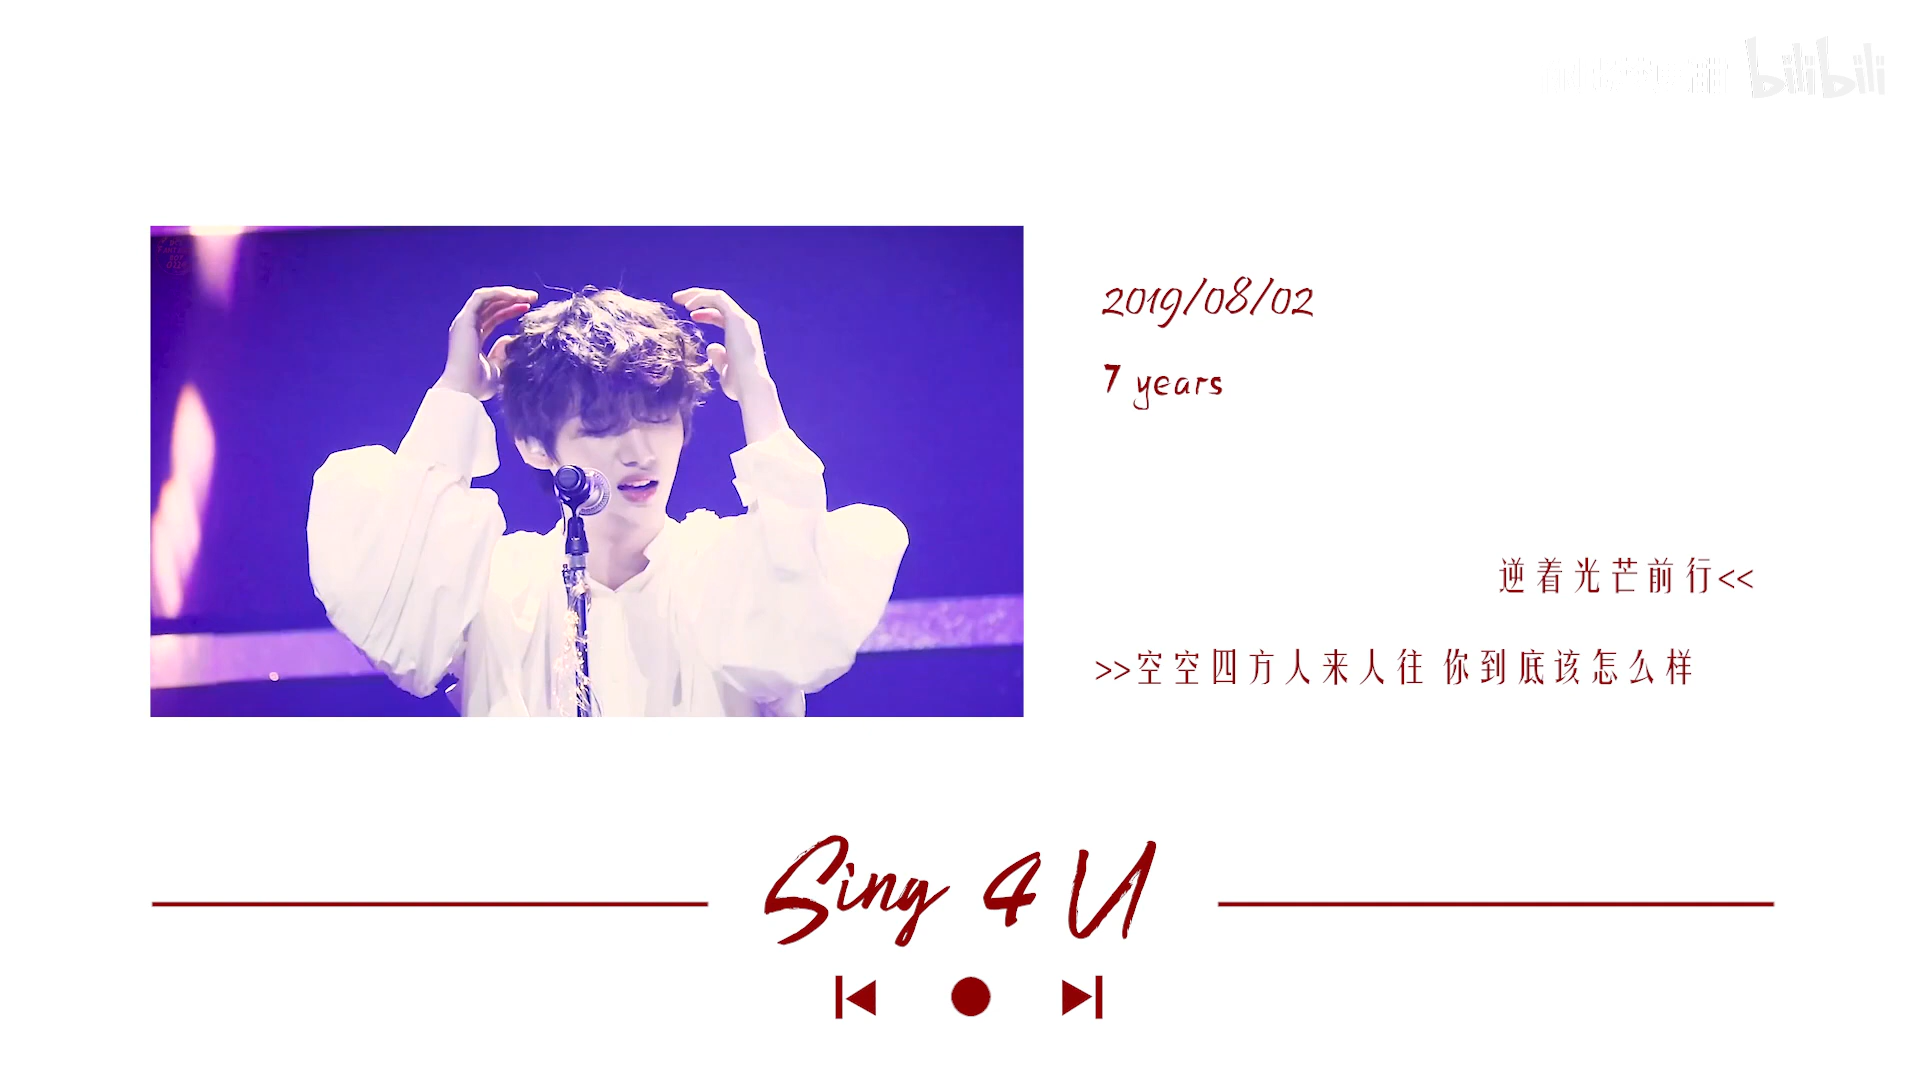 bilibili
2019/08/02
7 years
逆着光芒前行<<
>>空空四方人来人往 你到底该怎么样
Sing 4 U